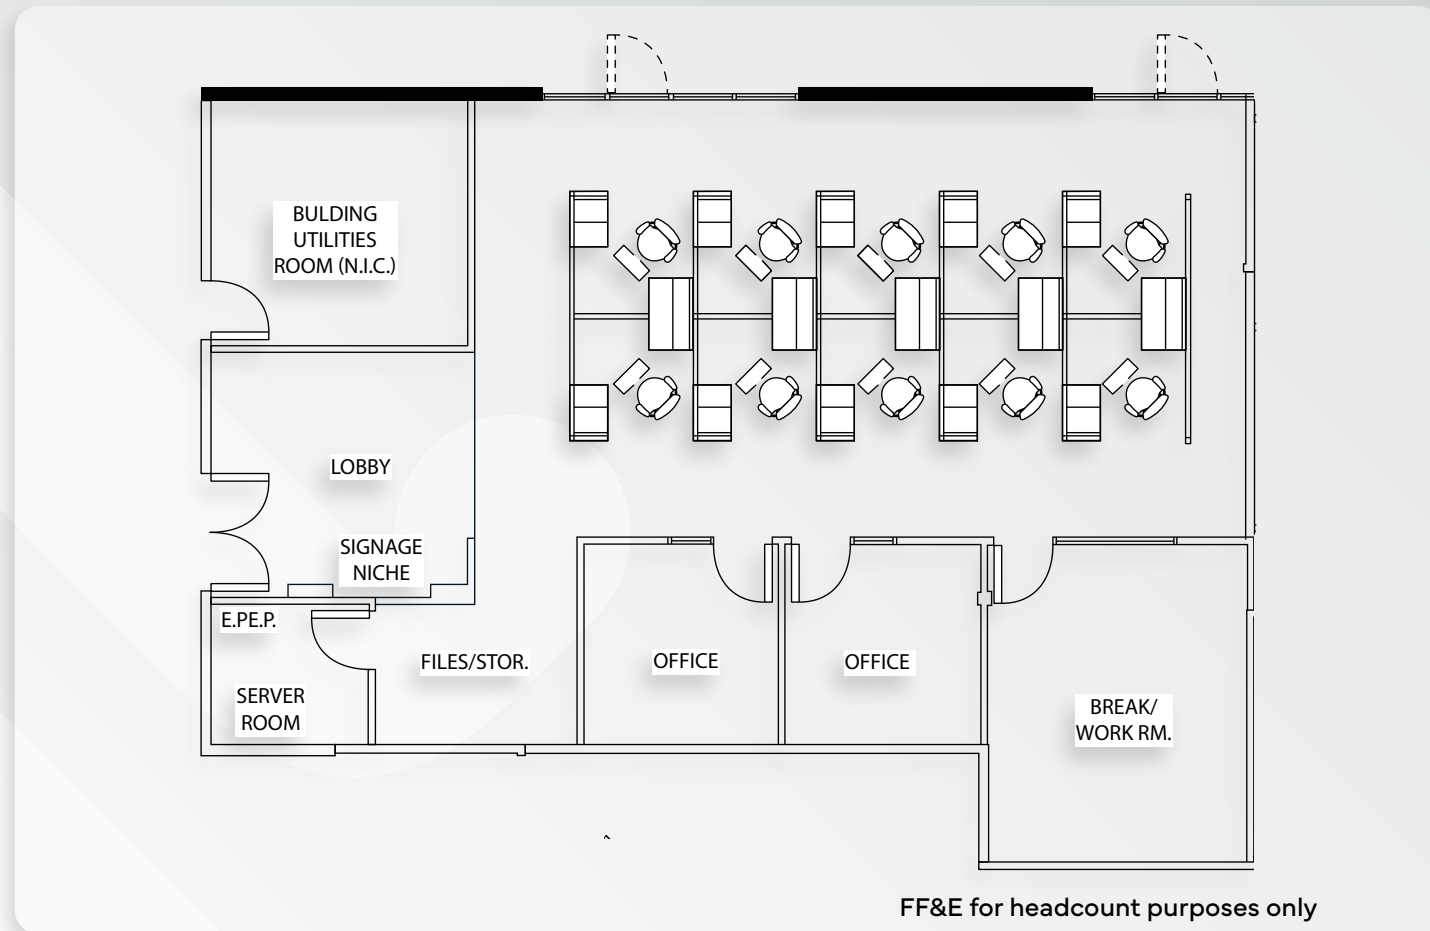 BULDING
UTILITIES
ROOM (N.I.C.)
LOBBY
SIGNAGE
NICHE
E.PE.P.
FILES/STOR.
OFFICE
OFFICE
SERVER
ROOM
BREAK/
WORK RM.
FF&E for headcount purposes only